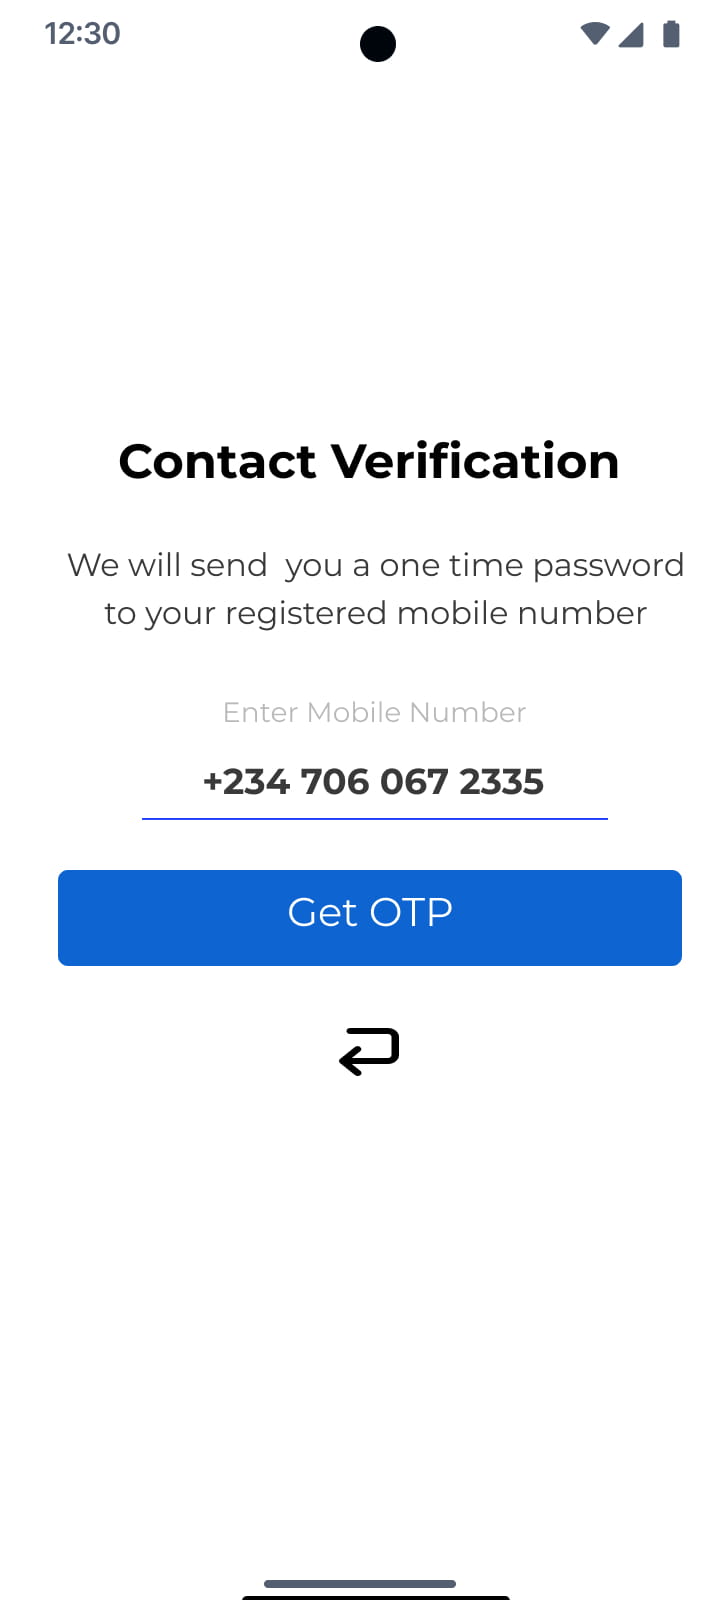 12:30
Contact Verification
We will send  you a one time password
to your registered mobile number
Enter Mobile Number
+234 706 067 2335
Get OTP